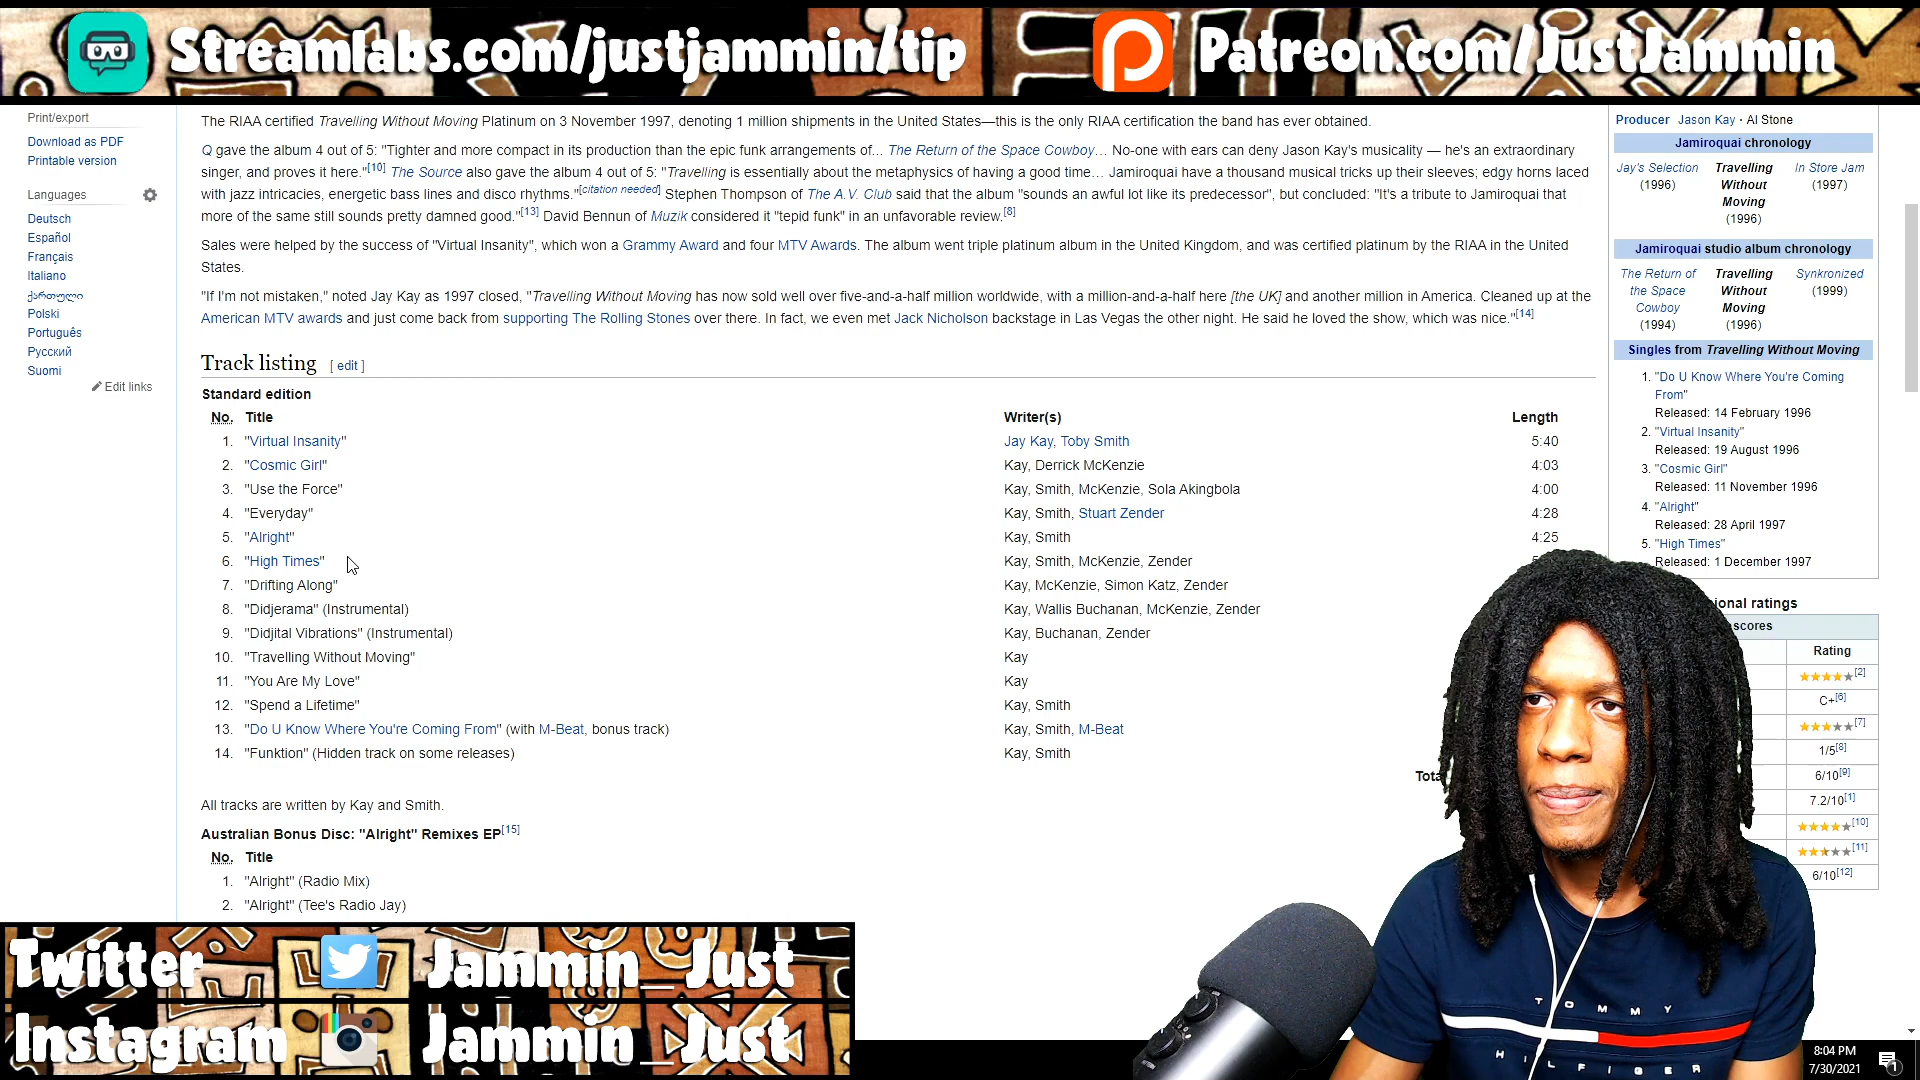 Streamlabs.com/justjammin/tip
Patreon.com/JustJammin
Print/export
Download as PDF
Printable version
Languages
Deutsch
Español
Français
Italiano
ქართული
Polski
Português
Русский
Suomi
Edit links
The RIAA certified Travelling Without Moving Platinum on 3 November 1997, denoting 1 million shipments in the United States—this is the only RIAA certification the band has ever obtained.
Q gave the album 4 out of 5: "Tighter and more compact in its production than the epic funk arrangements of... The Return of the Space Cowboy... No-one with ears can deny Jason Kay's musicality — he's an extraordinary
singer, and proves it here."[10] The Source also gave the album 4 out of 5: "Travelling is essentially about the metaphysics of having a good time... Jamiroquai have a thousand musical tricks up their sleeves; edgy horns laced
with jazz intricacies, energetic bass lines and disco rhythms."[citation needed] Stephen Thompson of The A.V. Club said that the album "sounds an awful lot like its predecessor", but concluded: "It's a tribute to Jamiroquai that
more of the same still sounds pretty damned good."[13] David Bennun of Muzik considered it "tepid funk" in an unfavorable review.[8]
Sales were helped by the success of "Virtual Insanity", which won a Grammy Award and four MTV Awards. The album went triple platinum album in the United Kingdom, and was certified platinum by the RIAA in the United
States.
"If I'm not mistaken," noted Jay Kay as 1997 closed, "Travelling Without Moving has now sold well over five-and-a-half million worldwide, with a million-and-a-half here [the UK] and another million in America. Cleaned up at the
American MTV awards and just come back from supporting The Rolling Stones over there. In fact, we even met Jack Nicholson backstage in Las Vegas the other night. He said he loved the show, which was nice."[14]
Track listing [ edit ]
Standard edition
No. Title Writer(s) Length
1. "Virtual Insanity" Jay Kay, Toby Smith 5:40
2. "Cosmic Girl" Kay, Derrick McKenzie 4:03
3. "Use the Force" Kay, Smith, McKenzie, Sola Akingbola 4:00
4. "Everyday" Kay, Smith, Stuart Zender 4:28
5. "Alright" Kay, Smith 4:25
6. "High Times" Kay, Smith, McKenzie, Zender
7. "Drifting Along" Kay, McKenzie, Simon Katz, Zender
8. "Didjerama" (Instrumental) Kay, Wallis Buchanan, McKenzie, Zender
9. "Didjital Vibrations" (Instrumental) Kay, Buchanan, Zender
10. "Travelling Without Moving" Kay
11. "You Are My Love" Kay
12. "Spend a Lifetime" Kay, Smith
13. "Do U Know Where You're Coming From" (with M-Beat, bonus track) Kay, Smith, M-Beat
14. "Funktion" (Hidden track on some releases) Kay, Smith
Tota
All tracks are written by Kay and Smith.
Australian Bonus Disc: "Alright" Remixes EP[15]
No. Title
1. "Alright" (Radio Mix)
2. "Alright" (Tee's Radio Jay)
Producer Jason Kay · Al Stone
Jamiroquai chronology
Jay's Selection (1996)
Travelling Without Moving (1996)
In Store Jam (1997)
Jamiroquai studio album chronology
The Return of the Space Cowboy (1994)
Travelling Without Moving (1996)
Synkronized (1999)
Singles from Travelling Without Moving
1. "Do U Know Where You're Coming
From"
Released: 14 February 1996
2. "Virtual Insanity"
Released: 19 August 1996
3. "Cosmic Girl"
Released: 11 November 1996
4. "Alright"
Released: 28 April 1997
5. "High Times"
Released: 1 December 1997
ional ratings
scores
Rating
★★★★★[2]
C+[6]
★★★★★[7]
1/5[8]
6/10[9]
7.2/10[1]
★★★★★[10]
★★★★★[11]
6/10[12]
Twitter Jammin_Just
Instagram Jammin_Just
TOMMY
HILFIGER
8:04 PM
7/30/2021
1